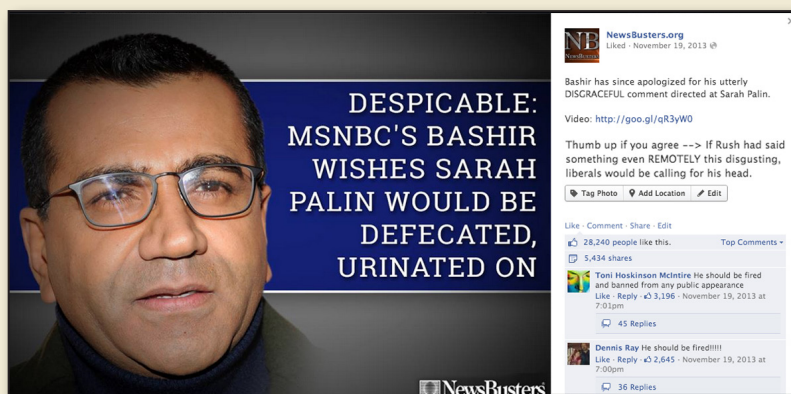 DESPICABLE:
MSNBC'S BASHIR
WISHES SARAH
PALIN WOULD BE
DEFECATED,
URINATED ON
NewsBusters
NB
NewsBusters
NewsBusters.org
Liked · November 19, 2013
Bashir has since apologized for his utterly
DISGRACEFUL comment directed at Sarah Palin.
Video: http://goo.gl/qR3yW0
Thumb up if you agree --> If Rush had said
something even REMOTELY this disgusting,
liberals would be calling for his head.
Tag Photo Add Location Edit
Like · Comment · Share · Edit
28,240 people like this. Top Comments
5,434 shares
Toni Hoskinson McIntire He should be fired
and banned from any public appearance
Like · Reply · 3,196 · November 19, 2013 at
7:01pm
45 Replies
Dennis Ray He should be fired!!!!!
Like · Reply · 2,645 · November 19, 2013 at
7:00pm
36 Replies